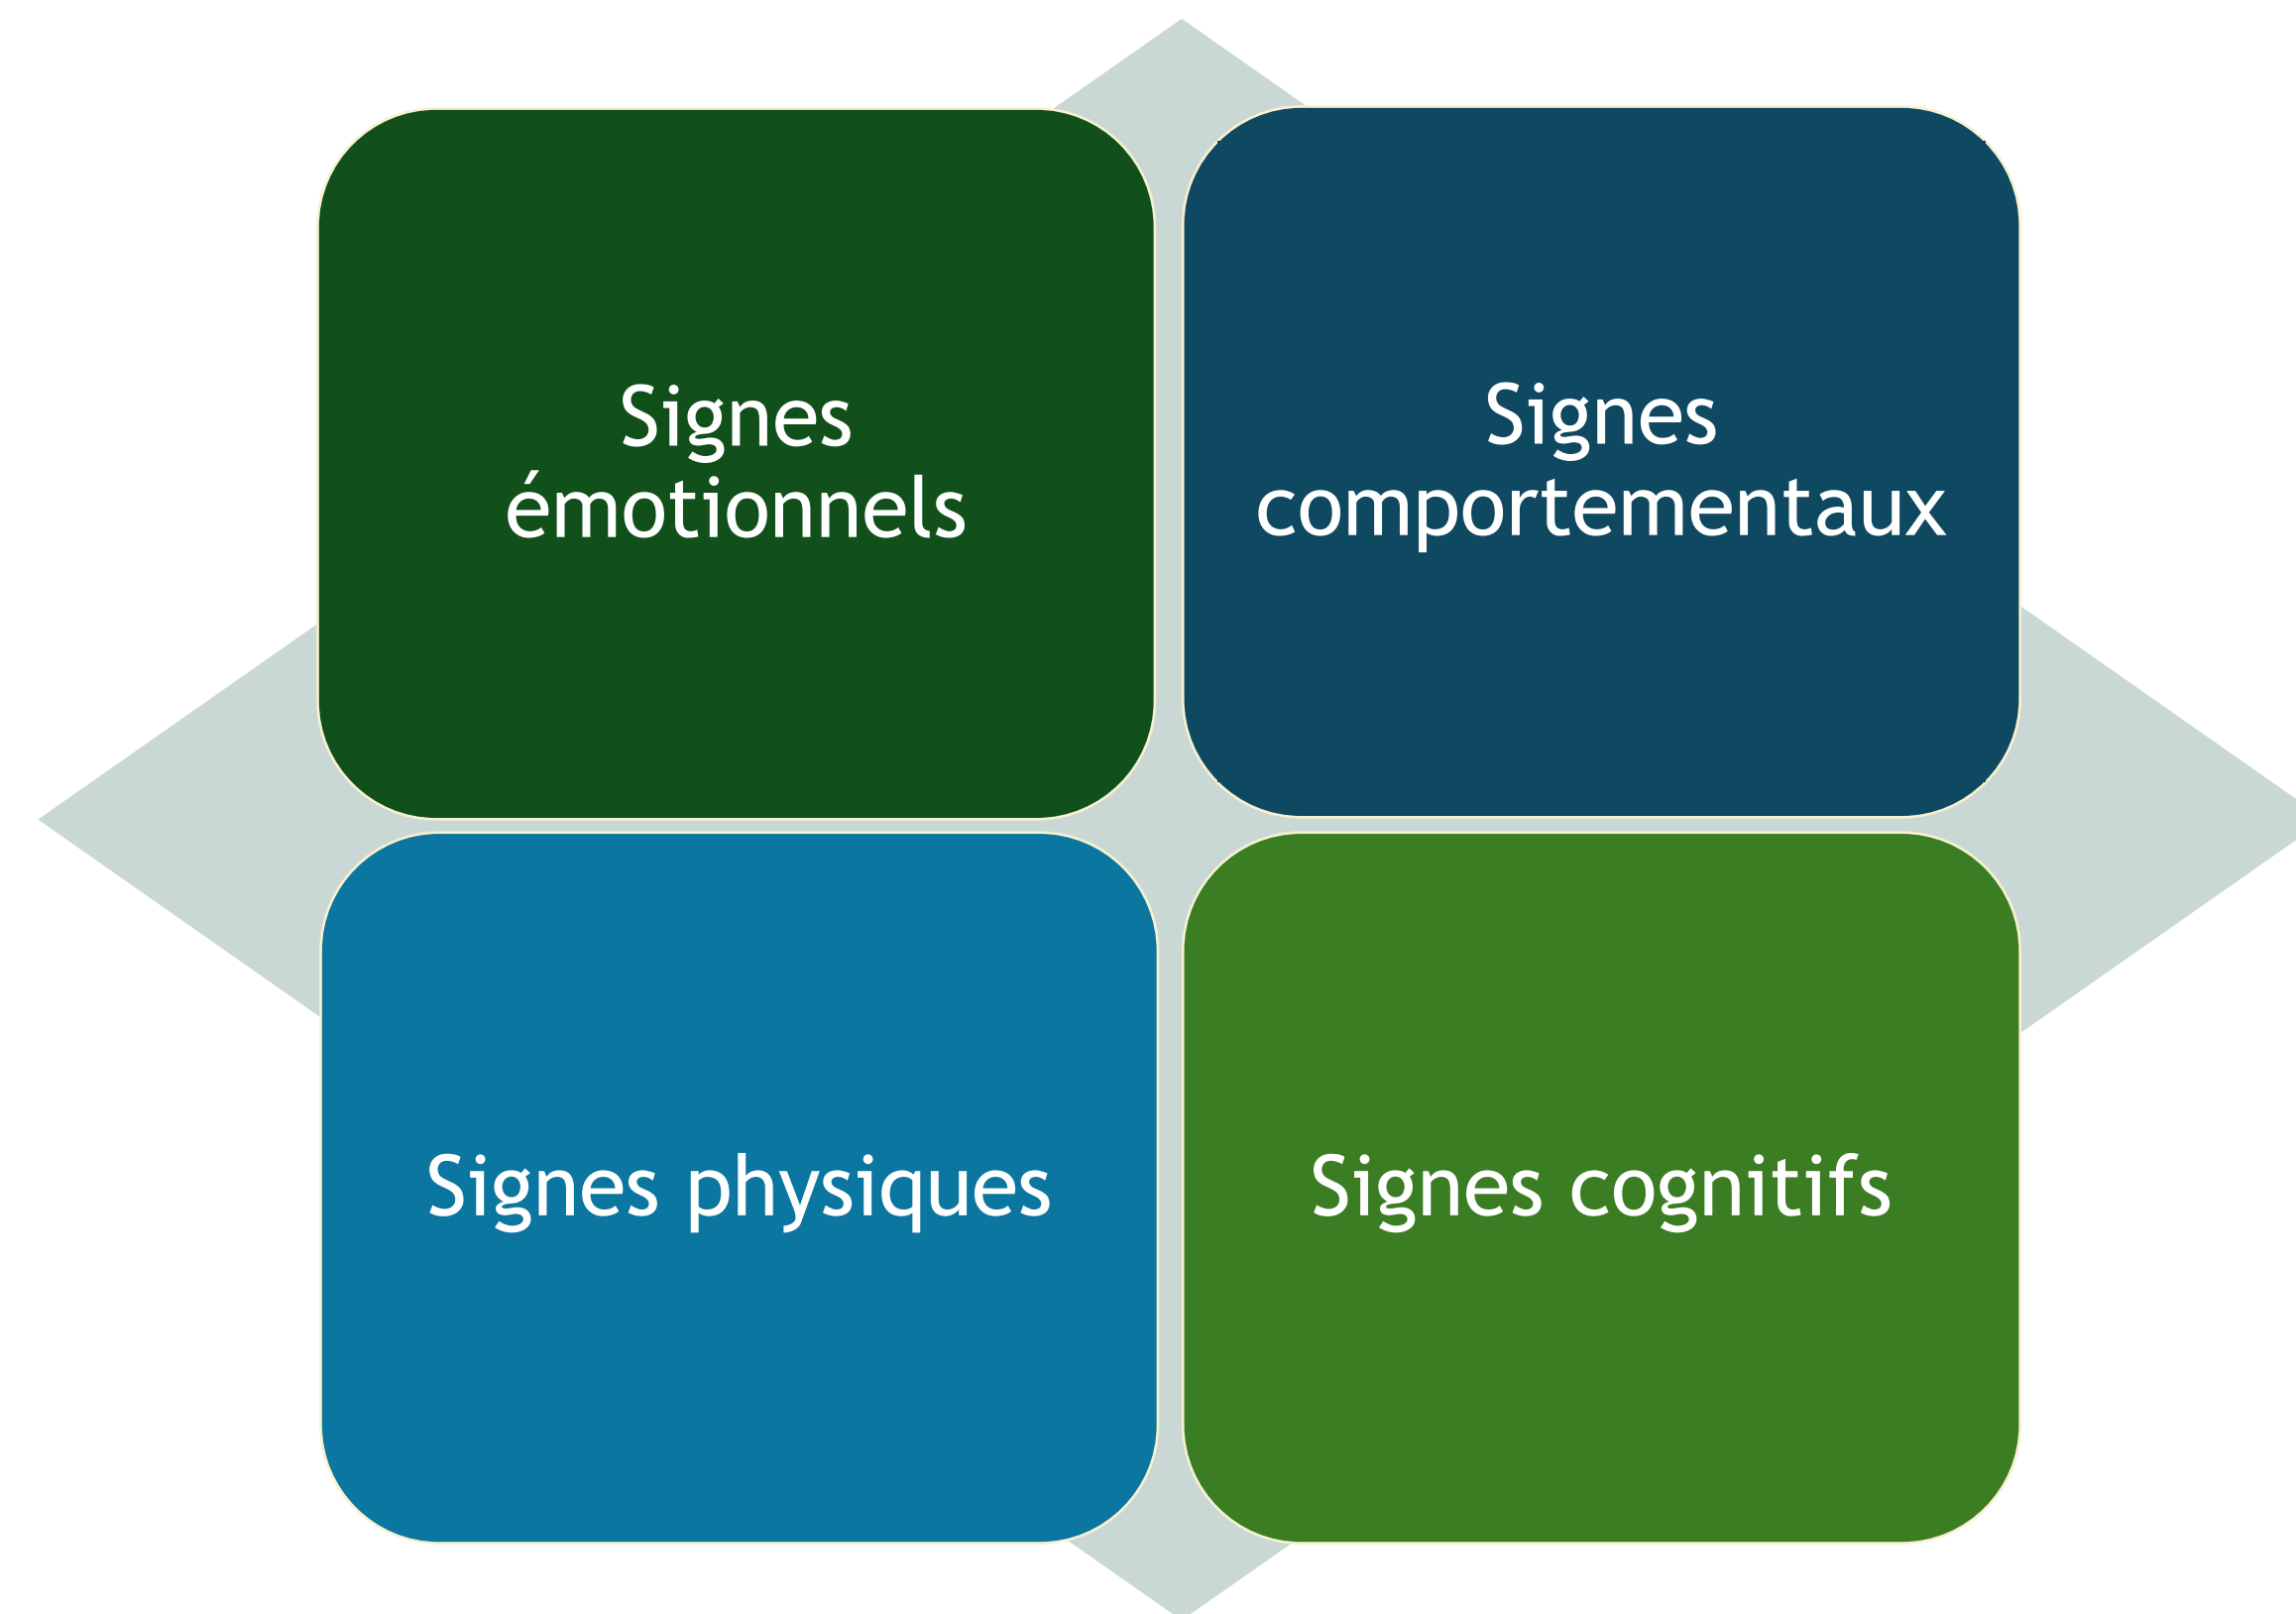 Signes
émotionnels
Signes
comportementaux
Signes physiques
Signes cognitifs